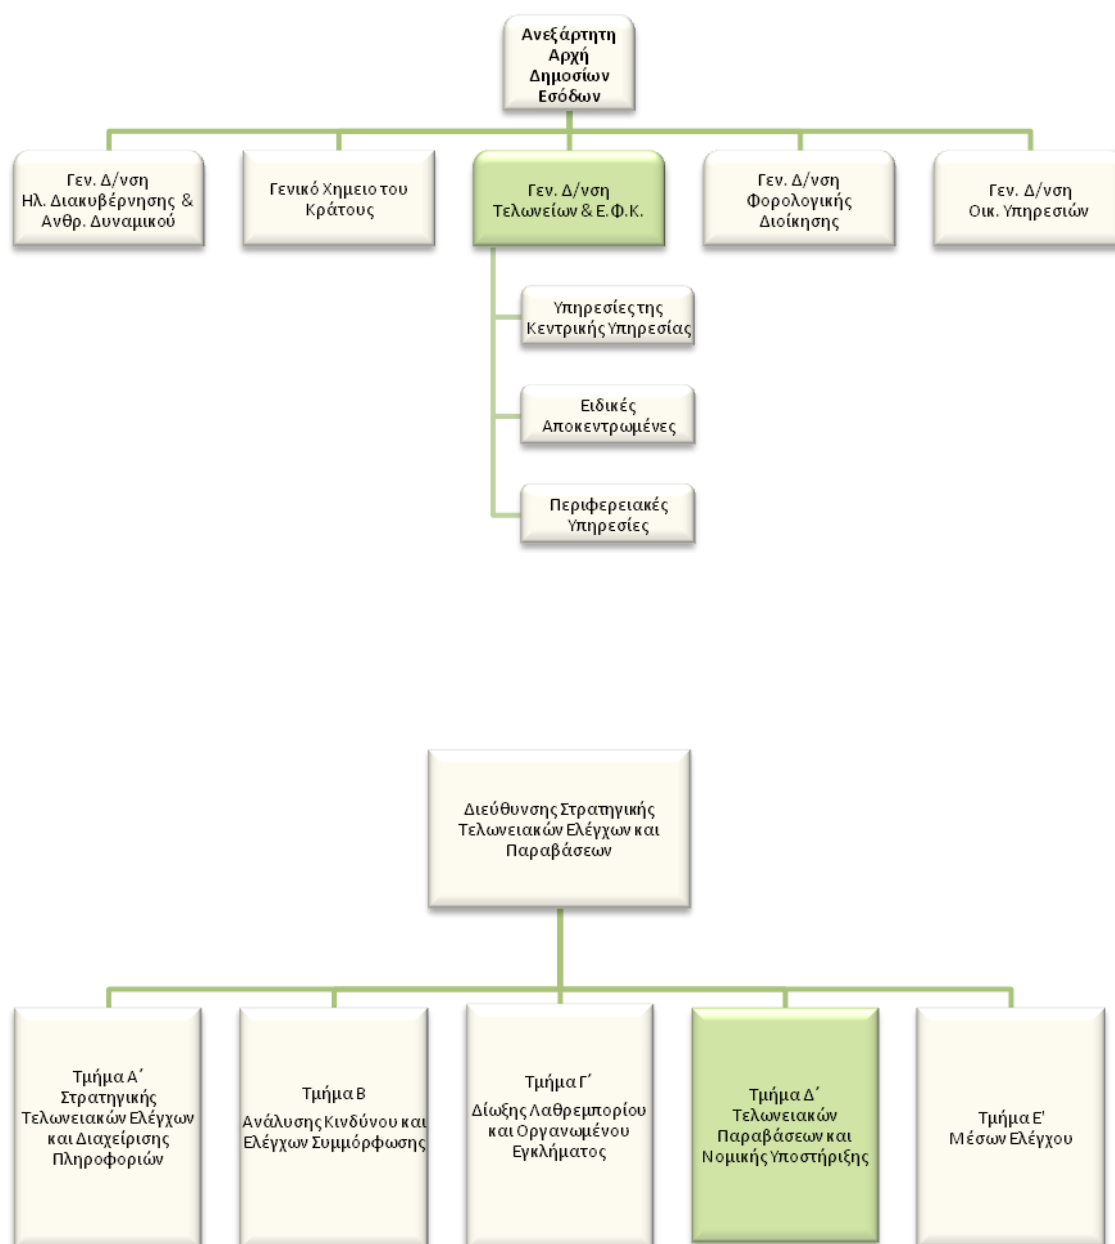 Ανεξάρτητη
Αρχή
Δημοσίων
Εσόδων
Γεν. Δ/νση
Ηλ. Διακυβέρνησης &
Ανθρ. Δυναμικού
Γενικό Χημειο του
Κράτους
Γεν. Δ/νση
Τελωνείων & Ε.Φ.Κ.
Γεν. Δ/νση
Φορολογικής
Διοίκησης
Γεν. Δ/νση
Οικ. Υπηρεσιών
Υπηρεσίες της
Κεντρικής Υπηρεσίας
Ειδικές
Αποκεντρωμένες
Περιφερειακές
Υπηρεσίες
Διεύθυνσης Στρατηγικής
Τελωνειακών Ελέγχων και
Παραβάσεων
Τμήμα Α΄
Στρατηγικής
Τελωνειακών Ελέγχων
και Διαχείρισης
Πληροφοριών
Τμήμα Β
Ανάλυσης Κινδύνου και
Ελέγχων Συμμόρφωσης
Τμήμα Γ΄
Δίωξης Λαθρεμπορίου
και Οργανωμένου
Εγκλήματος
Τμήμα Δ΄
Τελωνειακών
Παραβάσεων και
Νομικής Υποστήριξης
Τμήμα Ε'
Μέσων Ελέγχου